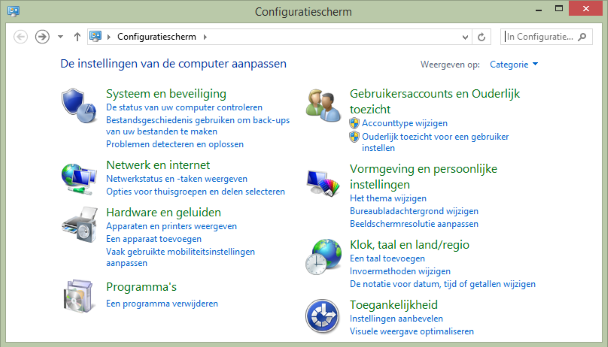 Configuratiescherm
Configuratiescherm
In Configuratie...
De instellingen van de computer aanpassen
Weergeven op: Categorie
Systeem en beveiliging
De status van uw computer controleren
Bestandsgeschiedenis gebruiken om back-ups
van uw bestanden te maken
Problemen detecteren en oplossen
Netwerk en internet
Netwerkstatus en -taken weergeven
Opties voor thuisgroepen en delen selecteren
Hardware en geluiden
Apparaten en printers weergeven
Een apparaat toevoegen
Vaak gebruikte mobiliteitsinstellingen
aanpassen
Programma's
Een programma verwijderen
Gebruikersaccounts en Ouderlijk
toezicht
Accounttype wijzigen
Ouderlijk toezicht voor een gebruiker
instellen
Vormgeving en persoonlijke
instellingen
Het thema wijzigen
Bureaubladachtergrond wijzigen
Beeldschermresolutie aanpassen
Klok, taal en land/regio
Een taal toevoegen
Invoermethoden wijzigen
De notatie voor datum, tijd of getallen wijzigen
Toegankelijkheid
Instellingen aanbevelen
Visuele weergave optimaliseren